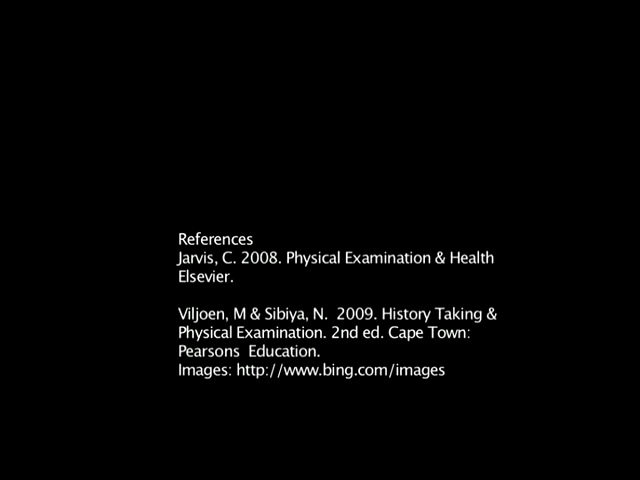 References
Jarvis, C. 2008. Physical Examination & Health
Elsevier.
Viljoen, M & Sibiya, N.  2009. History Taking &
Physical Examination. 2nd ed. Cape Town:
Pearsons  Education.
Images: http://www.bing.com/images